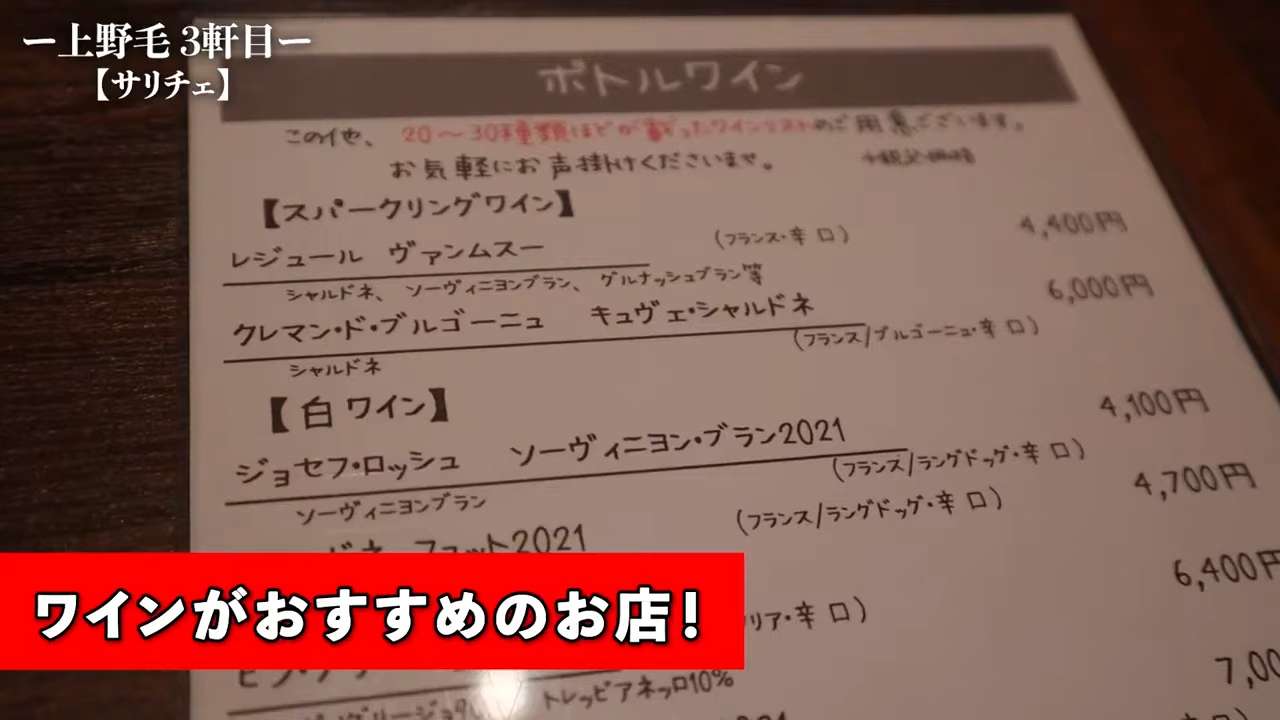 ー上野毛 3軒目ー
【サリチェ】
ボトルワイン
この他、 20〜30種類ほどが載ったワインリストのご用意ございます。
お気軽にお声掛けくださいませ。
【スパークリングワイン】
レジュール ヴァンムスー (フランス・辛口) 4,400円
シャルドネ、ソーヴィニヨンブラン、グルナッシュブラン等
クレマン・ド・ブルゴーニュ キュヴェ・シャルドネ 6,000円
(フランス/ブルゴーニュ・辛口)
シャルドネ
【白ワイン】
ジョセフ・ロッシュ ソーヴィニヨン・ブラン2021 4,100円
(フランス/ラングドッグ・辛口)
ソーヴィニヨンブラン
2021 (フランス/ラングドッグ・辛口) 4,700円
6,400円
リア・辛口)
ワインがおすすめのお店!
トレッビアネッロ10%